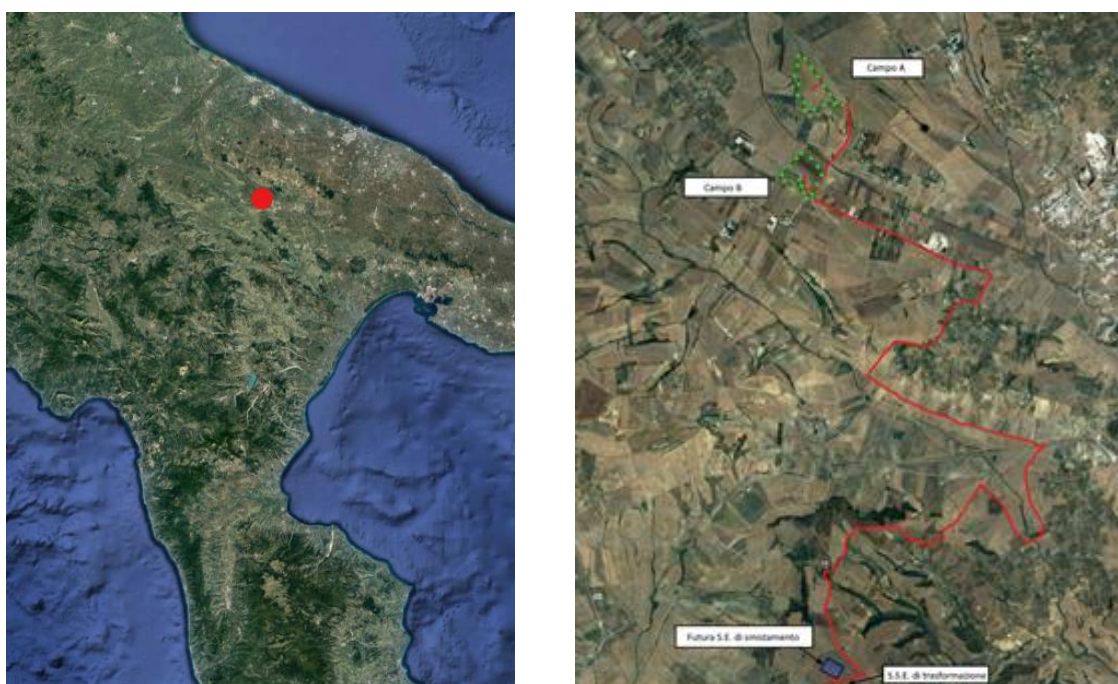 Campo A
Campo B
Futura S.E. di smistamento
S.S.E. di trasformazione